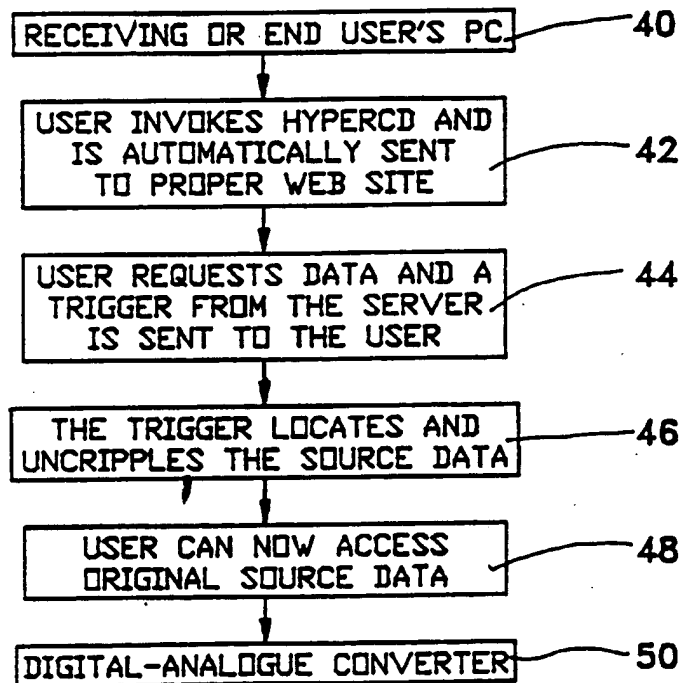 RECEIVING OR END USER'S PC
40
USER INVOKES HYPERCD AND
IS AUTOMATICALLY SENT
TO PROPER WEB SITE
42
USER REQUESTS DATA AND A
TRIGGER FROM THE SERVER
IS SENT TO THE USER
44
THE TRIGGER LOCATES AND
UNCRIPPLES THE SOURCE DATA
46
USER CAN NOW ACCESS
ORIGINAL SOURCE DATA
48
DIGITAL-ANALOGUE CONVERTER
50